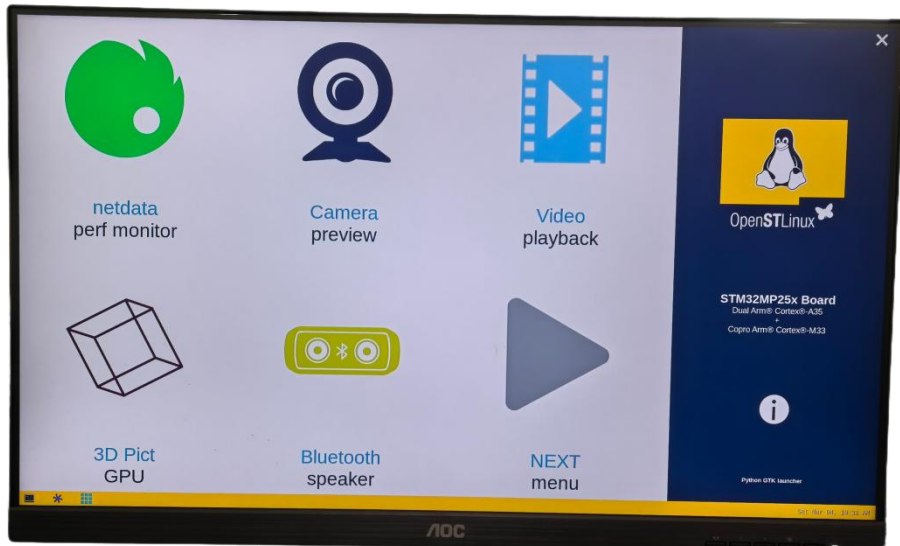 netdata
perf monitor
Camera
preview
Video
playback
3D Pict
GPU
Bluetooth
speaker
NEXT
menu
OpenSTLinux
STM32MP25x Board
Dual Arm® Cortex®-A35
+
Copro Arm® Cortex®-M33
i
Python GTK launcher
AOC